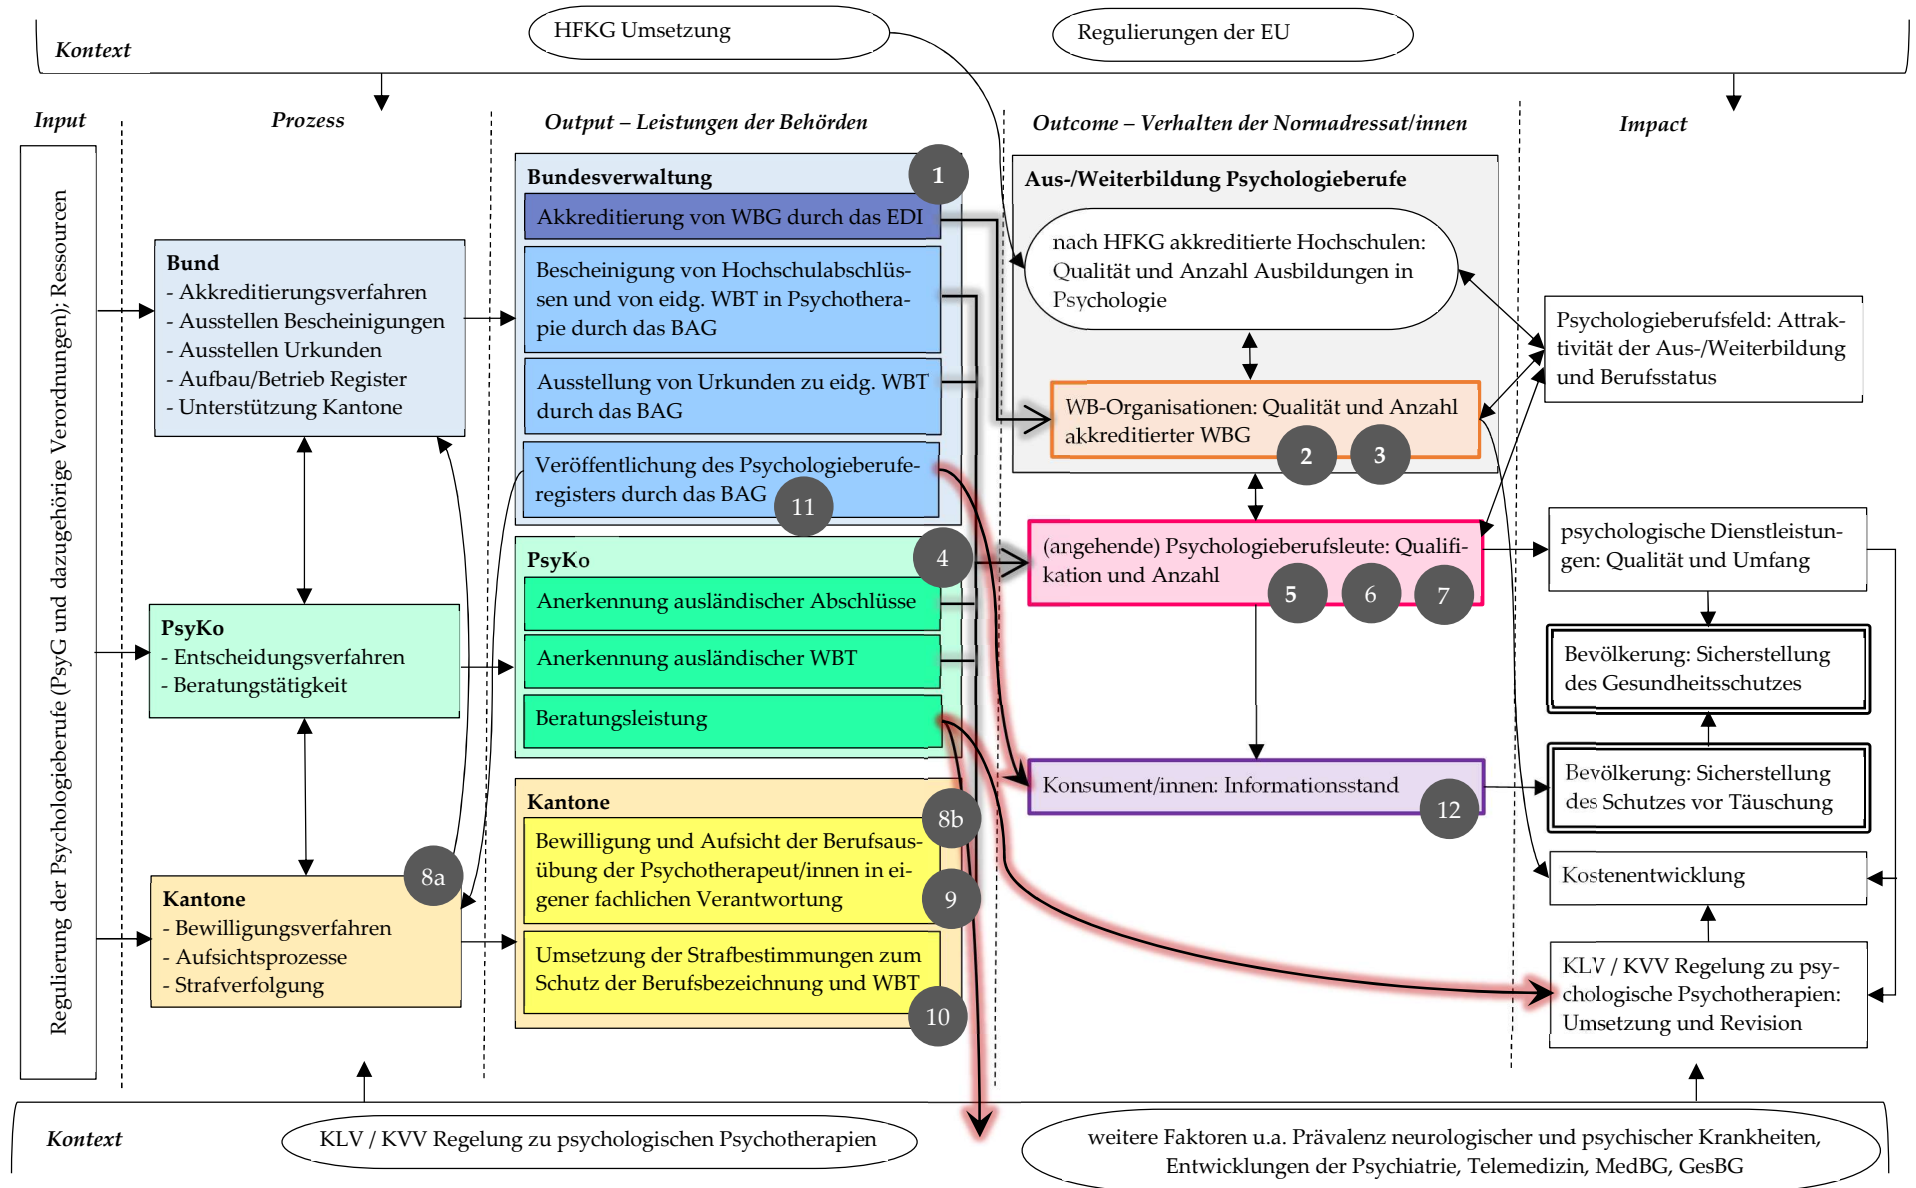 HFKG Umsetzung
Regulierungen der EU
Kontext
Input
Prozess
Output – Leistungen der Behörden
Outcome – Verhalten der Normadressat/innen
Impact
Regulierung der Psychologieberufe (PsyG und dazugehörige Verordnungen); Ressourcen
Bund
- Akkreditierungsverfahren
- Ausstellen Bescheinigungen
- Ausstellen Urkunden
- Aufbau/Betrieb Register
- Unterstützung Kantone
PsyKo
- Entscheidungsverfahren
- Beratungstätigkeit
8a
Kantone
- Bewilligungsverfahren
- Aufsichtsprozesse
- Strafverfolgung
Bundesverwaltung
1
Akkreditierung von WBG durch das EDI
Bescheinigung von Hochschulabschlüs-
sen und von eidg. WBT in Psychothera-
pie durch das BAG
Ausstellung von Urkunden zu eidg. WBT
durch das BAG
Veröffentlichung des Psychologieberufe-
registers durch das BAG
11
PsyKo
4
Anerkennung ausländischer Abschlüsse
Anerkennung ausländischer WBT
Beratungsleistung
Kantone
8b
Bewilligung und Aufsicht der Berufsaus-
übung der Psychotherapeut/innen in ei-
gener fachlichen Verantwortung
9
Umsetzung der Strafbestimmungen zum
Schutz der Berufsbezeichnung und WBT
10
Aus-/Weiterbildung Psychologieberufe
nach HFKG akkreditierte Hochschulen:
Qualität und Anzahl Ausbildungen in
Psychologie
WB-Organisationen: Qualität und Anzahl
akkreditierter WBG
2
3
(angehende) Psychologieberufsleute: Qualifi-
kation und Anzahl
5
6
7
Konsument/innen: Informationsstand
12
Psychologieberufsfeld: Attrak-
tivität der Aus-/Weiterbildung
und Berufsstatus
psychologische Dienstleistun-
gen: Qualität und Umfang
Bevölkerung: Sicherstellung
des Gesundheitsschutzes
Bevölkerung: Sicherstellung
des Schutzes vor Täuschung
Kostenentwicklung
KLV / KVV Regelung zu psy-
chologische Psychotherapien:
Umsetzung und Revision
Kontext
KLV / KVV Regelung zu psychologischen Psychotherapien
weitere Faktoren u.a. Prävalenz neurologischer und psychischer Krankheiten,
Entwicklungen der Psychiatrie, Telemedizin, MedBG, GesBG